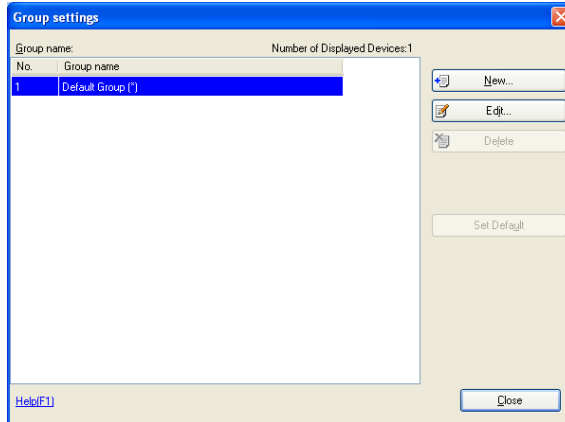 Group settings
Group name: Number of Displayed Devices:1
No. Group name
1 Default Group (*)
New...
Edit...
Delete
Set Default
Help(F1)
Close